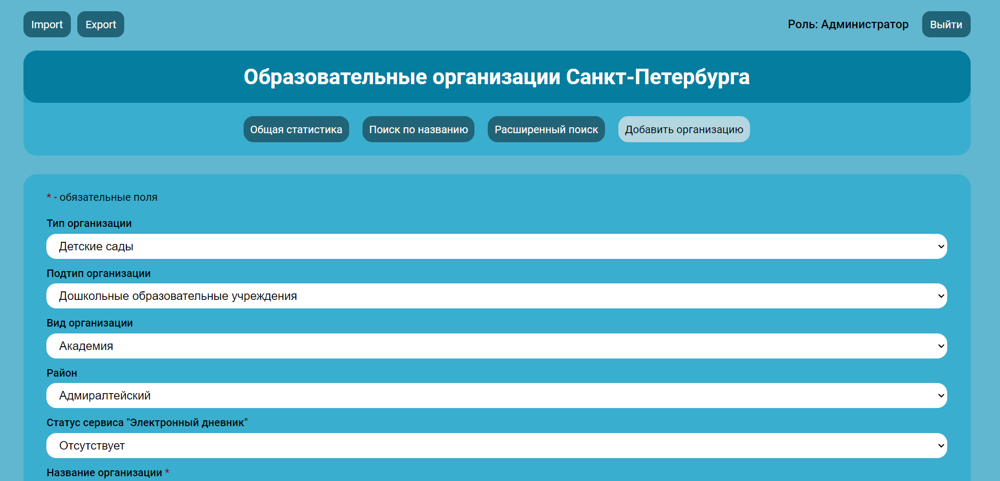 Import Export Роль: Администратор Выйти
Образовательные организации Санкт-Петербурга
Общая статистика Поиск по названию Расширенный поиск Добавить организацию
* - обязательные поля
Тип организации
Детские сады
Подтип организации
Дошкольные образовательные учреждения
Вид организации
Академия
Район
Адмиралтейский
Статус сервиса "Электронный дневник"
Отсутствует
Название организации *